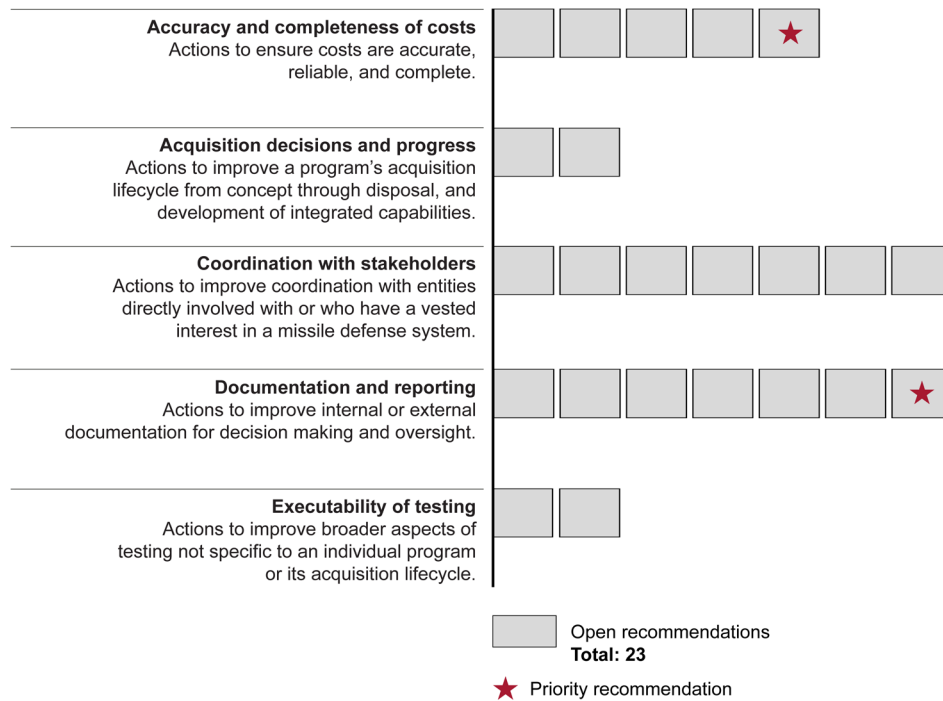 Accuracy and completeness of costs
Actions to ensure costs are accurate,
reliable, and complete.
Acquisition decisions and progress
Actions to improve a program’s acquisition
lifecycle from concept through disposal, and
development of integrated capabilities.
Coordination with stakeholders
Actions to improve coordination with entities
directly involved with or who have a vested
interest in a missile defense system.
Documentation and reporting
Actions to improve internal or external
documentation for decision making and oversight.
Executability of testing
Actions to improve broader aspects of
testing not specific to an individual program
or its acquisition lifecycle.
Open recommendations
Total: 23
Priority recommendation